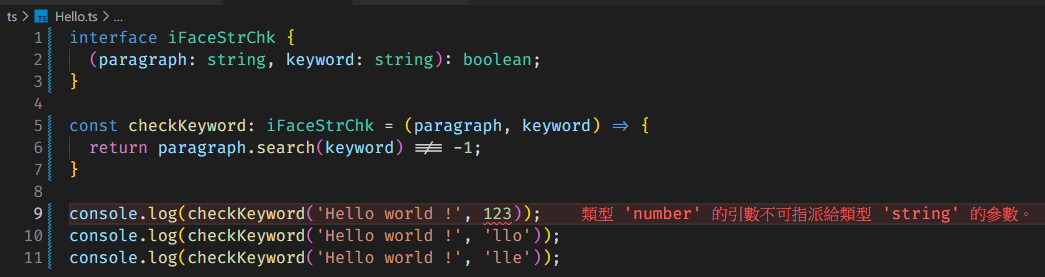 ts > TS Hello.ts > ...
1 interface iFaceStrChk {
2 (paragraph: string, keyword: string): boolean;
3 }
4
5 const checkKeyword: iFaceStrChk = (paragraph, keyword) => {
6 return paragraph.search(keyword) !== -1;
7 }
8
9 console.log(checkKeyword('Hello world !', 123)); 類型 'number' 的引數不可指派給類型 'string' 的參數。
10 console.log(checkKeyword('Hello world !', 'llo'));
11 console.log(checkKeyword('Hello world !', 'lle'));